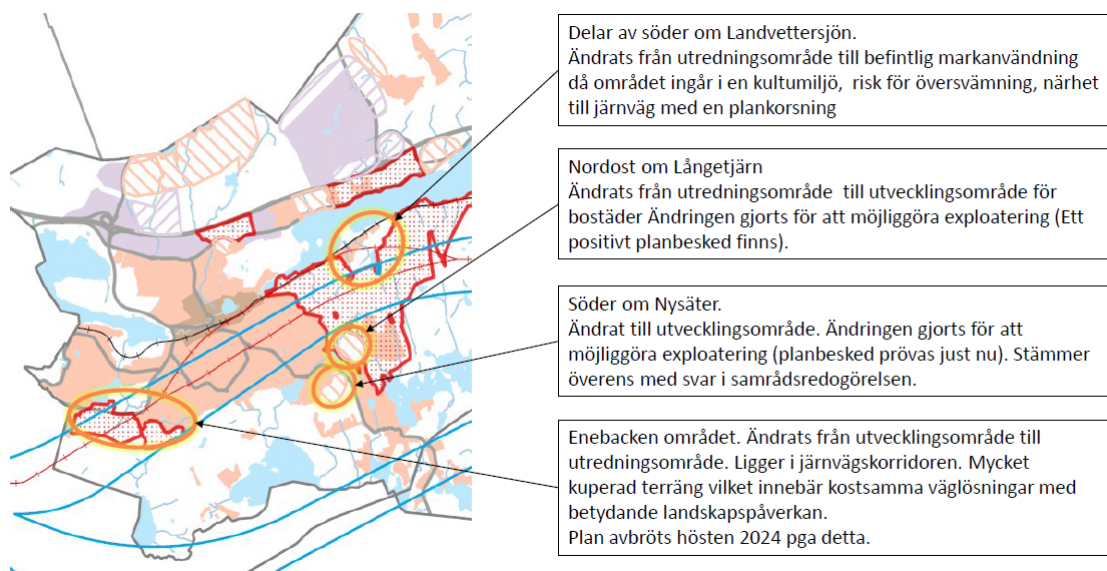 Delar av söder om Landvettersjön.
Ändrats från utredningsområde till befintlig markanvändning
då området ingår i en kultumiljö, risk för översvämning, närhet
till järnväg med en plankorsning
Nordost om Långetjärn
Ändrats från utredningsområde till utvecklingsområde för
bostäder Ändringen gjorts för att möjliggöra exploatering (Ett
positivt planbesked finns).
Söder om Nysäter.
Ändrat till utvecklingsområde. Ändringen gjorts för att
möjliggöra exploatering (planbesked prövas just nu). Stämmer
överens med svar i samrådsredogörelsen.
Enebacken området. Ändrats från utvecklingsområde till
utredningsområde. Ligger i järnvägskorridoren. Mycket
kuperad terräng vilket innebär kostsamma väglösningar med
betydande landskapspåverkan.
Plan avbröts hösten 2024 pga detta.